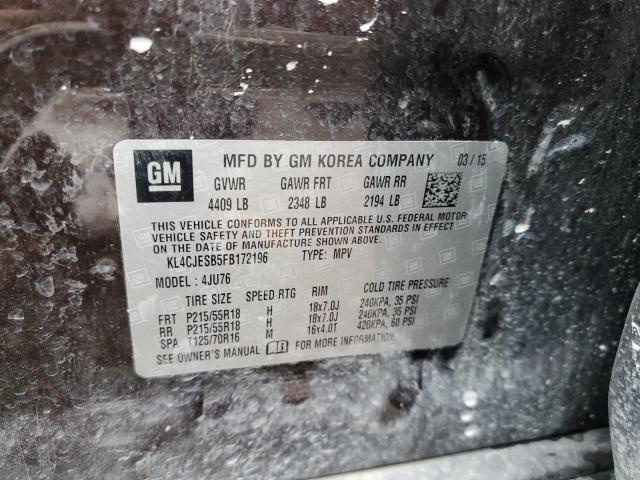 GM MFD BY GM KOREA COMPANY 03/15
GVWR GAWR FRT GAWR RR
4409 LB 2348 LB 2194 LB
THIS VEHICLE CONFORMS TO ALL APPLICABLE U.S. FEDERAL MOTOR
VEHICLE SAFETY AND THEFT PREVENTION STANDARDS IN EFFECT
ON THE DATE OF MANUFACTURE SHOWN ABOVE.
KL4CJESB5FB172196 TYPE: MPV
MODEL : 4JU76
TIRE SIZE SPEED RTG RIM COLD TIRE PRESSURE
FRT P215/55R18 H 18x7.0J 240KPA, 35 PSI
RR P215/55R18 H 18x7.0J 240KPA, 35 PSI
SPA T125/70R16 M 16x4.0T 420KPA, 60 PSI
SEE OWNER'S MANUAL FOR MORE INFORMATION